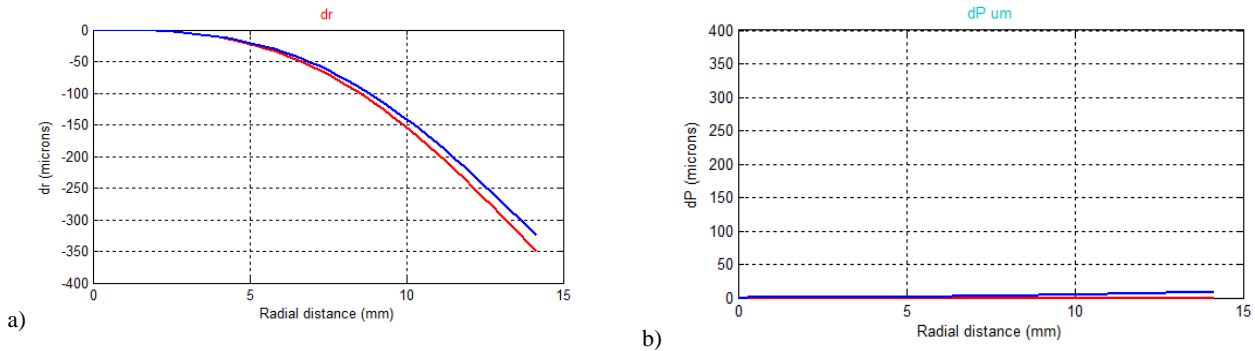 dr
0
-50
-100
-150
-200
-250
-300
-350
-400
dr (microns)
0 5 10 15
Radial distance (mm)
a)
dP um
400
350
300
250
200
150
100
50
0
dP (microns)
0 5 10 15
Radial distance (mm)
b)